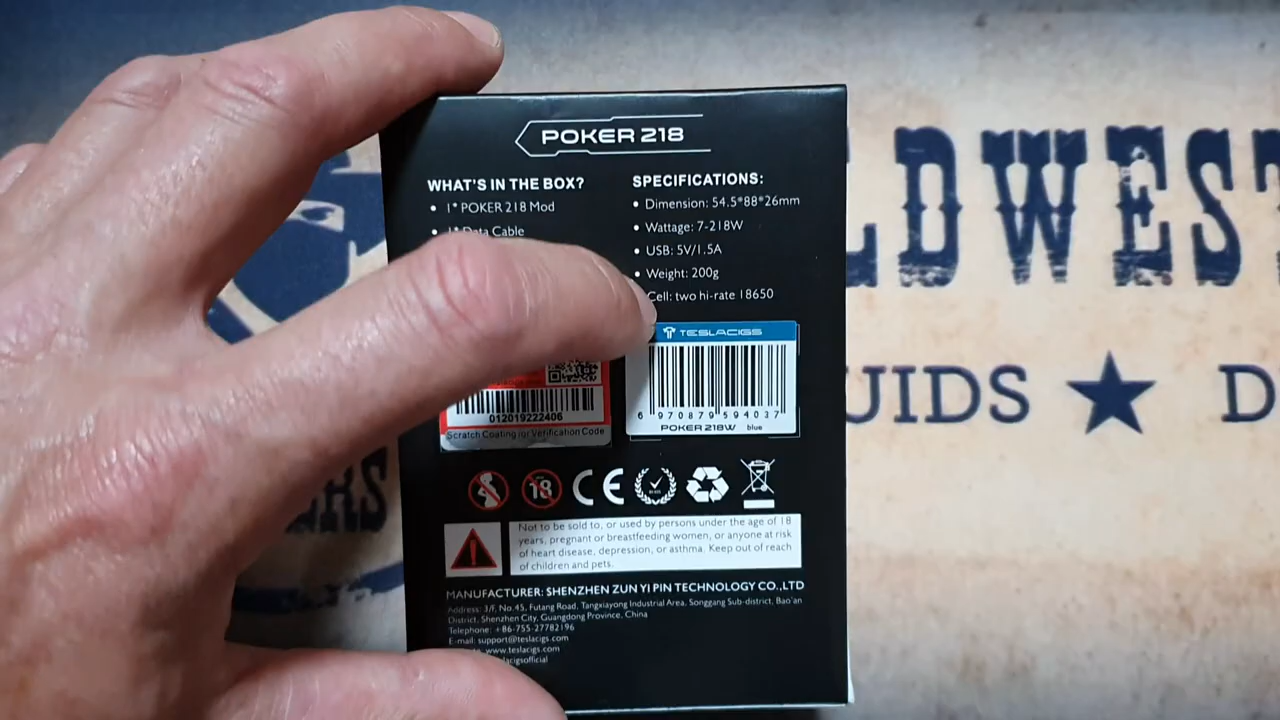 POKER 218
WHAT'S IN THE BOX?
• 1* POKER 218 Mod
• 1* Data Cable
SPECIFICATIONS:
• Dimension: 54.5*88*26mm
• Wattage: 7-218W
• USB: 5V/1.5A
• Weight: 200g
Cell: two hi-rate 18650
TESLACIGS
6 970879 594037
POKER 218W blue
012019222406
Scratch Coating for Verification Code
18
CE
Not to be sold to, or used by persons under the age of 18
years, pregnant or breastfeeding women, or anyone at risk
of heart disease, depression, or asthma. Keep out of reach
of children and pets.
MANUFACTURER: SHENZHEN ZUN YI PIN TECHNOLOGY CO.,LTD
Address: 3/F, No.45, Futang Road, Tangxiayong Industrial Area, Songgang Sub-district, Bao'an
District, Shenzhen City, Guangdong Province, China
Telephone: +86-755-27782196
E-mail: support@teslacigs.com
www.teslacigs.com
lacigsofficial
LDWEST
UIDS ★ D
ERS